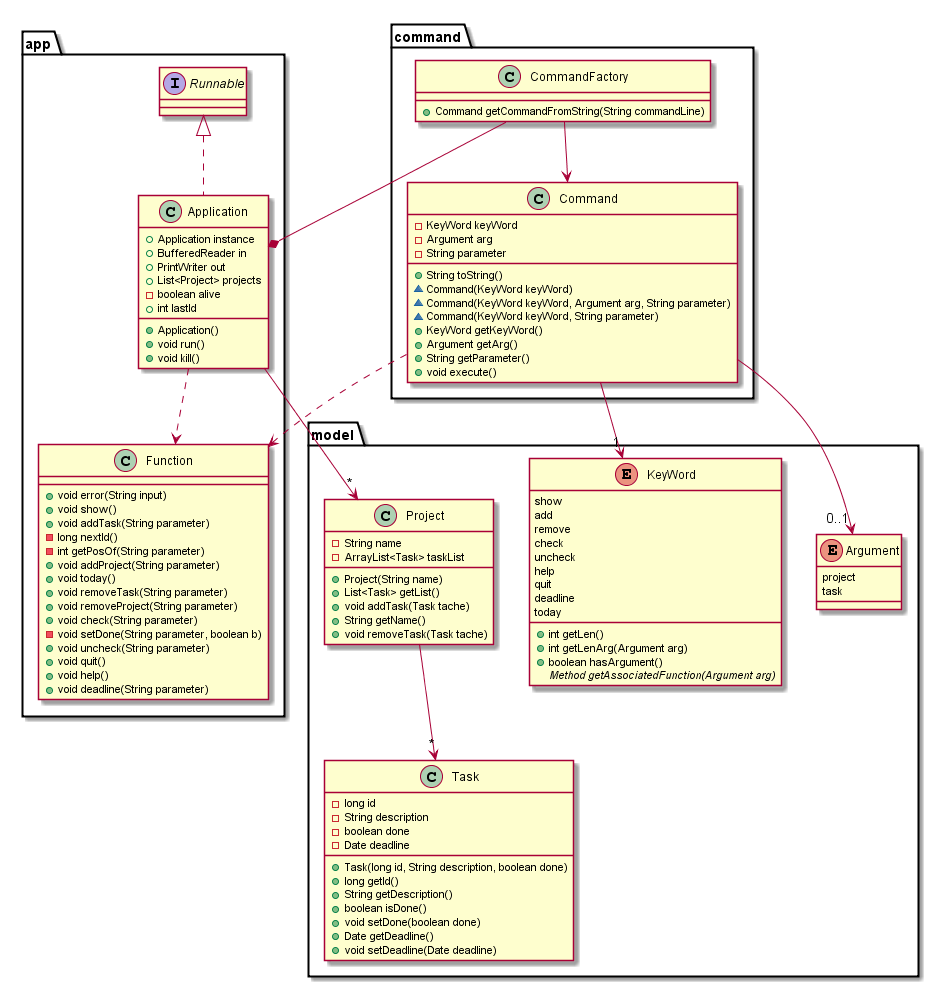 app
I Runnable
C Application
Application instance
BufferedReader in
PrintWriter out
List<Project> projects
boolean alive
int lastId
Application()
void run()
void kill()
C Function
void error(String input)
void show()
void addTask(String parameter)
long nextId()
int getPosOf(String parameter)
void addProject(String parameter)
void today()
void removeTask(String parameter)
void removeProject(String parameter)
void check(String parameter)
void setDone(String parameter, boolean b)
void uncheck(String parameter)
void quit()
void help()
void deadline(String parameter)
command
C CommandFactory
Command getCommandFromString(String commandLine)
C Command
KeyWord keyWord
Argument arg
String parameter
String toString()
Command(KeyWord keyWord)
Command(KeyWord keyWord, Argument arg, String parameter)
Command(KeyWord keyWord, String parameter)
KeyWord getKeyWord()
Argument getArg()
String getParameter()
void execute()
model
*
1
0..1
C Project
String name
ArrayList<Task> taskList
Project(String name)
List<Task> getList()
void addTask(Task tache)
String getName()
void removeTask(Task tache)
E KeyWord
show
add
remove
check
uncheck
help
quit
deadline
today
int getLen()
int getLenArg(Argument arg)
boolean hasArgument()
Method getAssociatedFunction(Argument arg)
E Argument
project
task
*
C Task
long id
String description
boolean done
Date deadline
Task(long id, String description, boolean done)
long getId()
String getDescription()
boolean isDone()
void setDone(boolean done)
Date getDeadline()
void setDeadline(Date deadline)